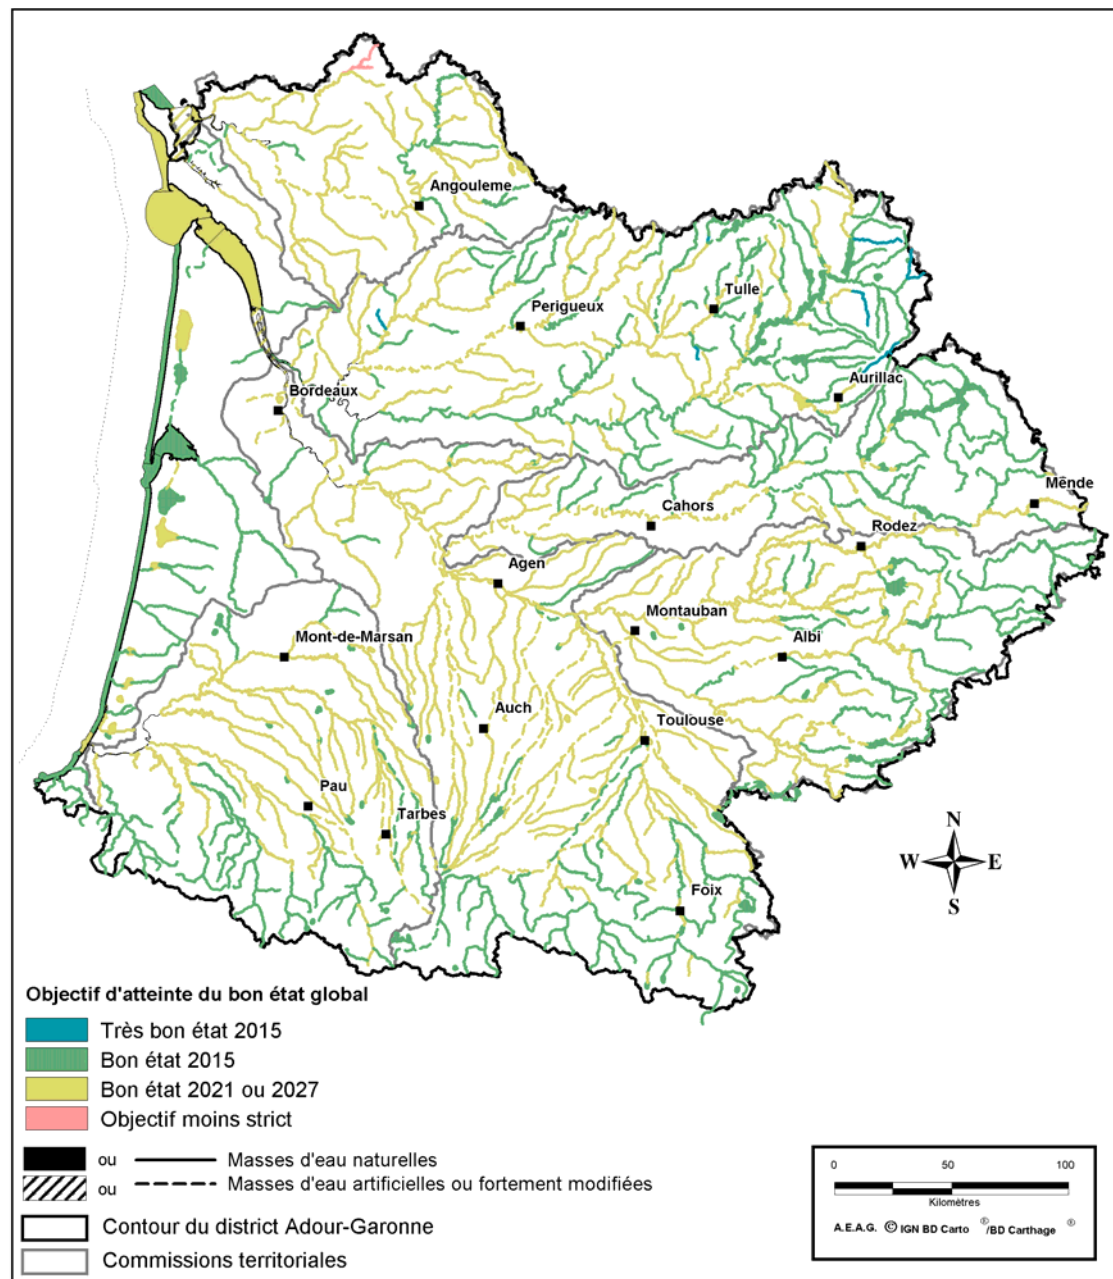 Angouleme
Perigueux
Tulle
Aurillac
Bordeaux
Mende
Cahors
Rodez
Agen
Montauban
Albi
Mont-de-Marsan
Auch
Toulouse
Pau
Tarbes
Foix
N
W E
S
Objectif d'atteinte du bon état global
Très bon état 2015
Bon état 2015
Bon état 2021 ou 2027
Objectif moins strict
ou Masses d'eau naturelles
ou Masses d'eau artificielles ou fortement modifiées
Contour du district Adour-Garonne
Commissions territoriales
0 50 100
Kilomètres
A.E.A.G. © IGN BD Carto ® /BD Carthage ®